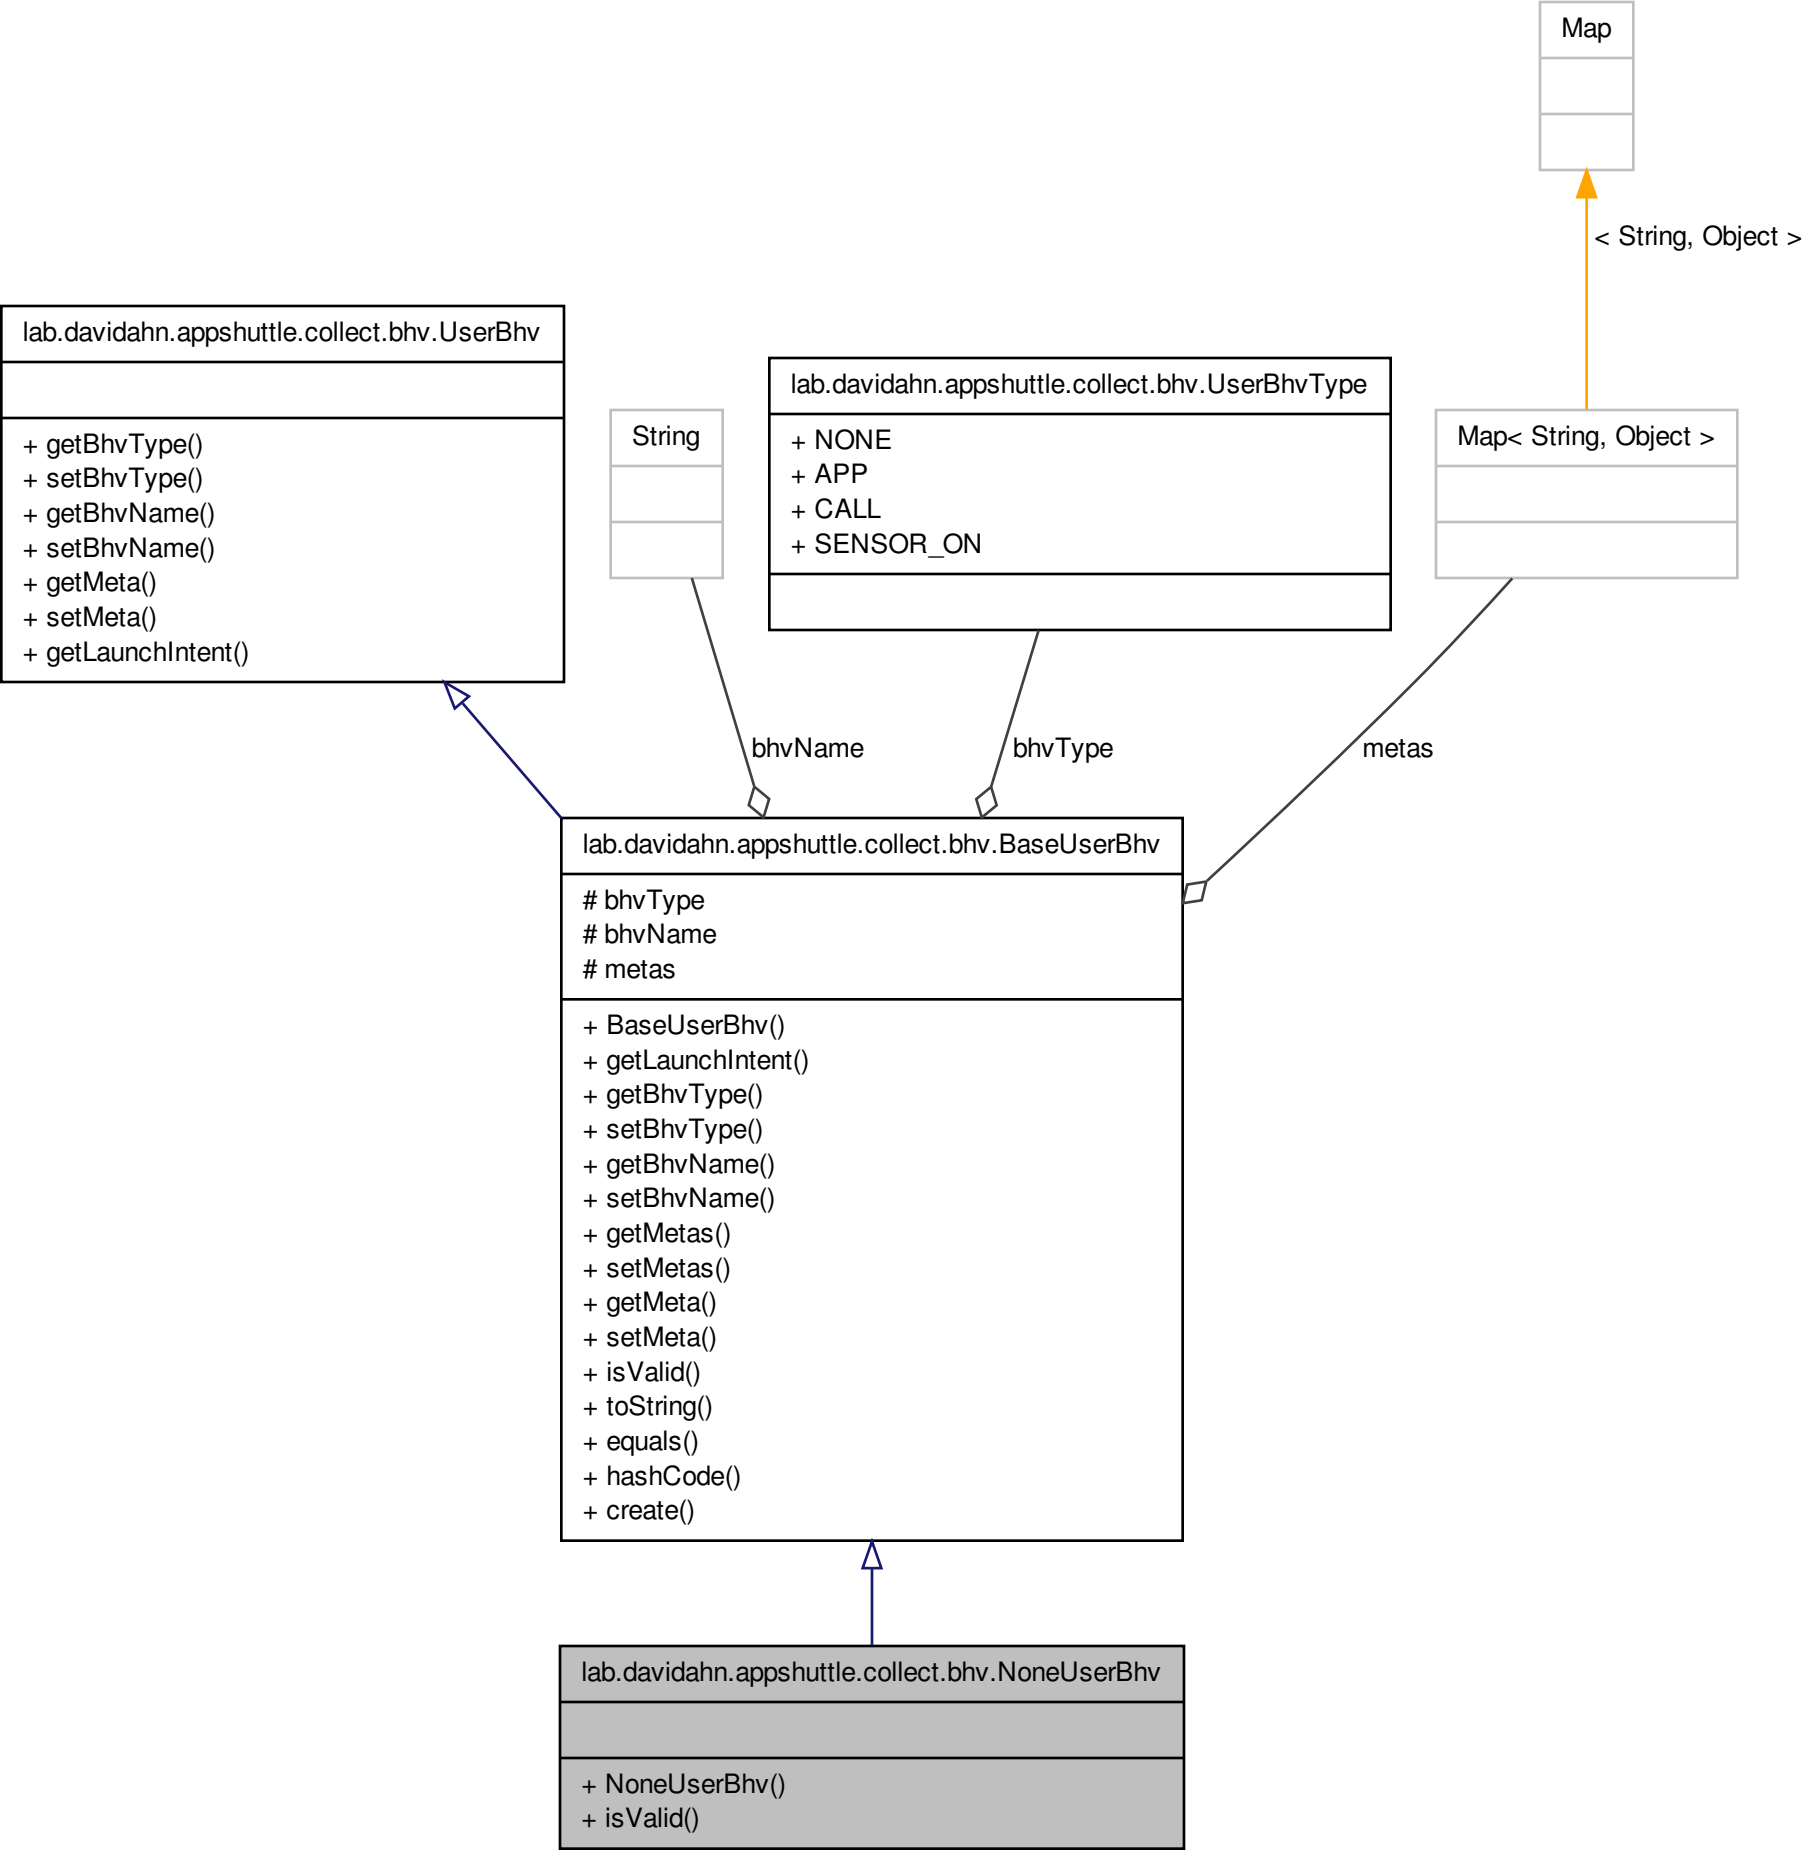 Map
< String, Object >
lab.davidahn.appshuttle.collect.bhv.UserBhv
+ getBhvType()
+ setBhvType()
+ getBhvName()
+ setBhvName()
+ getMeta()
+ setMeta()
+ getLaunchIntent()
String
lab.davidahn.appshuttle.collect.bhv.UserBhvType
+ NONE
+ APP
+ CALL
+ SENSOR_ON
Map< String, Object >
bhvName
bhvType
metas
lab.davidahn.appshuttle.collect.bhv.BaseUserBhv
# bhvType
# bhvName
# metas
+ BaseUserBhv()
+ getLaunchIntent()
+ getBhvType()
+ setBhvType()
+ getBhvName()
+ setBhvName()
+ getMetas()
+ setMetas()
+ getMeta()
+ setMeta()
+ isValid()
+ toString()
+ equals()
+ hashCode()
+ create()
lab.davidahn.appshuttle.collect.bhv.NoneUserBhv
+ NoneUserBhv()
+ isValid()